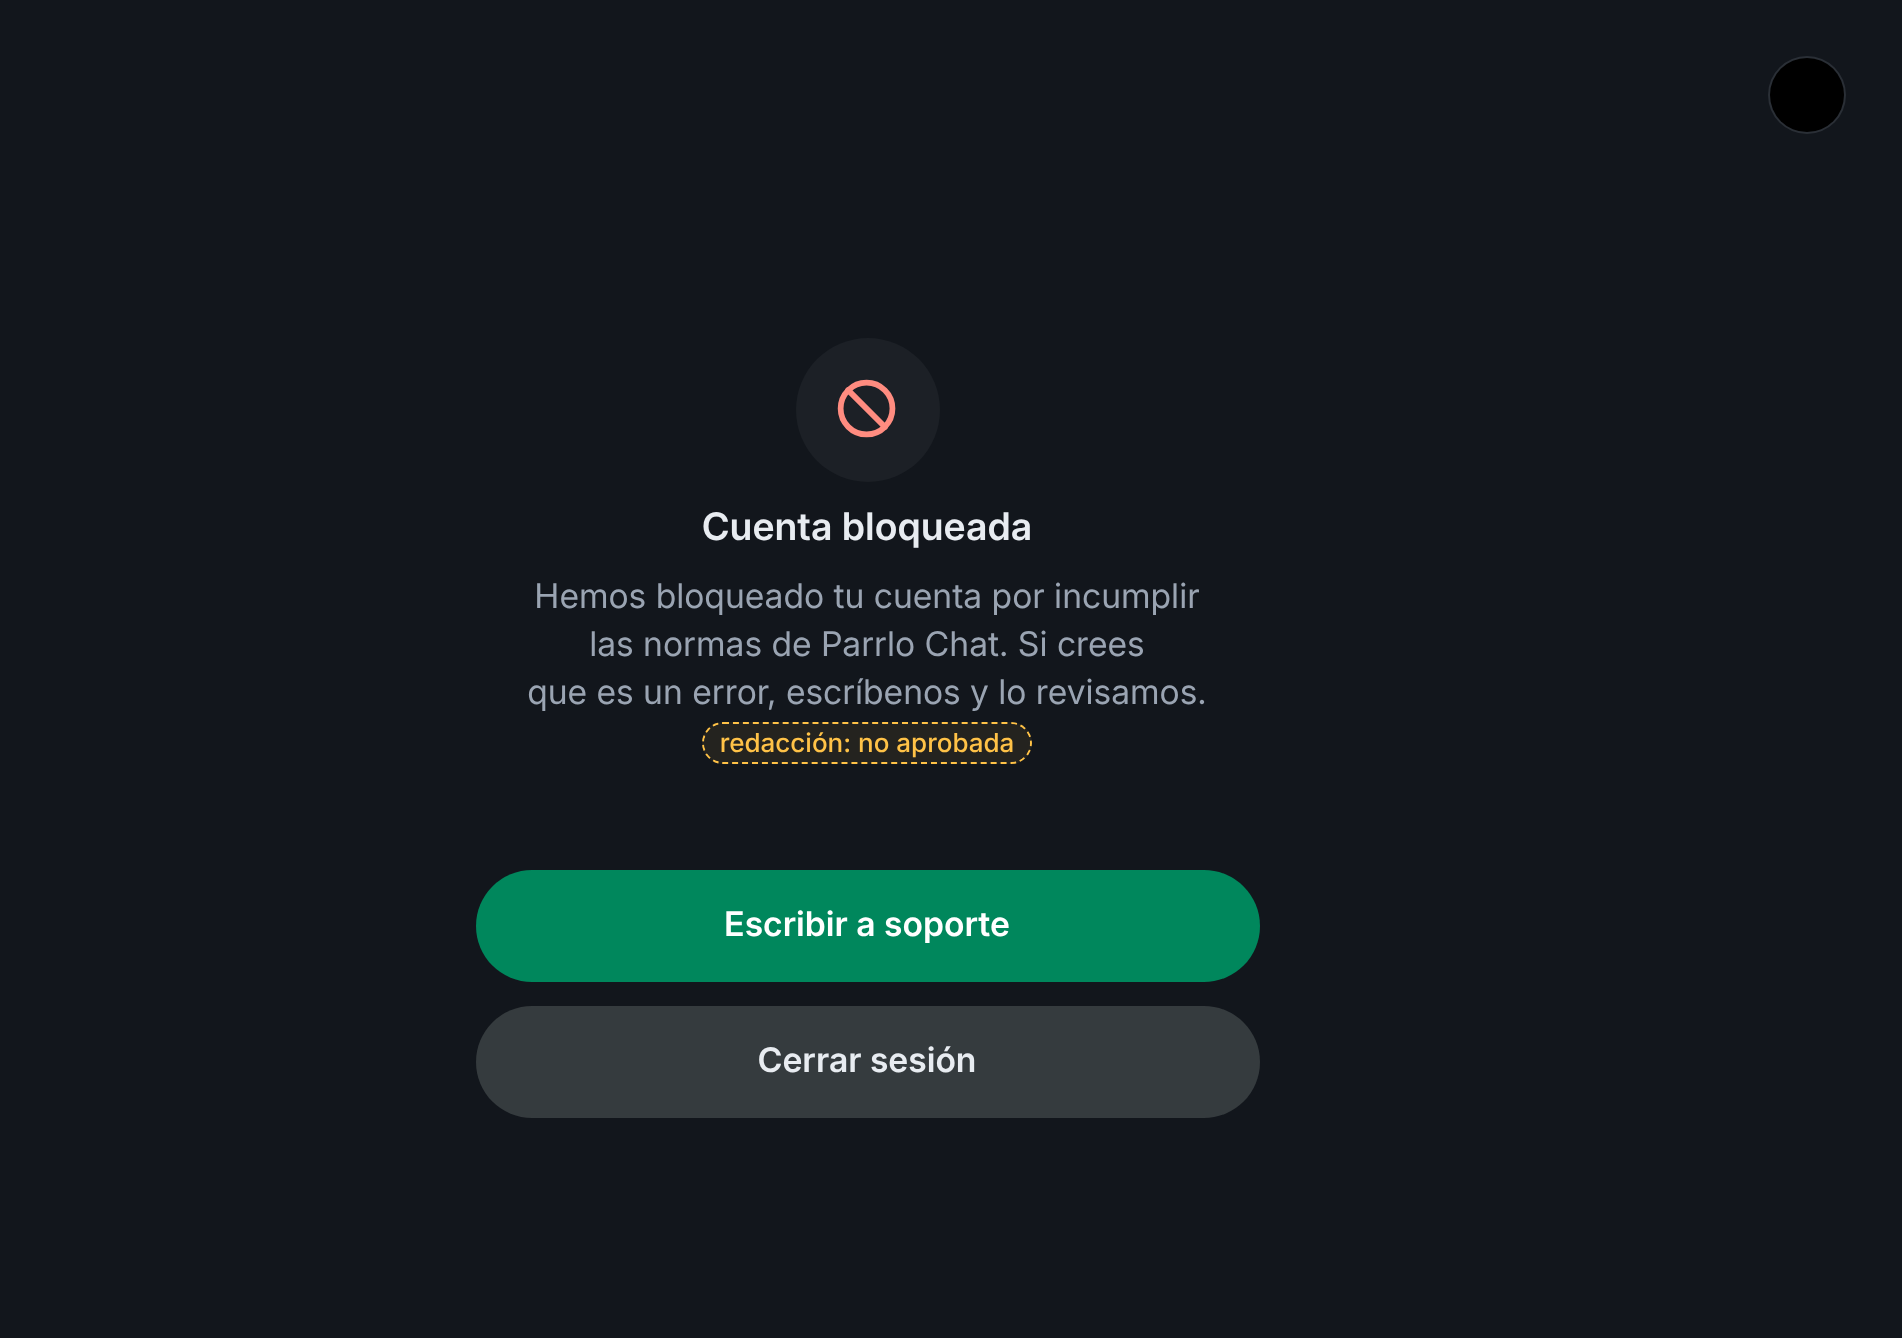 Cuenta bloqueada
Hemos bloqueado tu cuenta por incumplir
las normas de Parrlo Chat. Si crees
que es un error, escríbenos y lo revisamos.
redacción: no aprobada
Escribir a soporte
Cerrar sesión